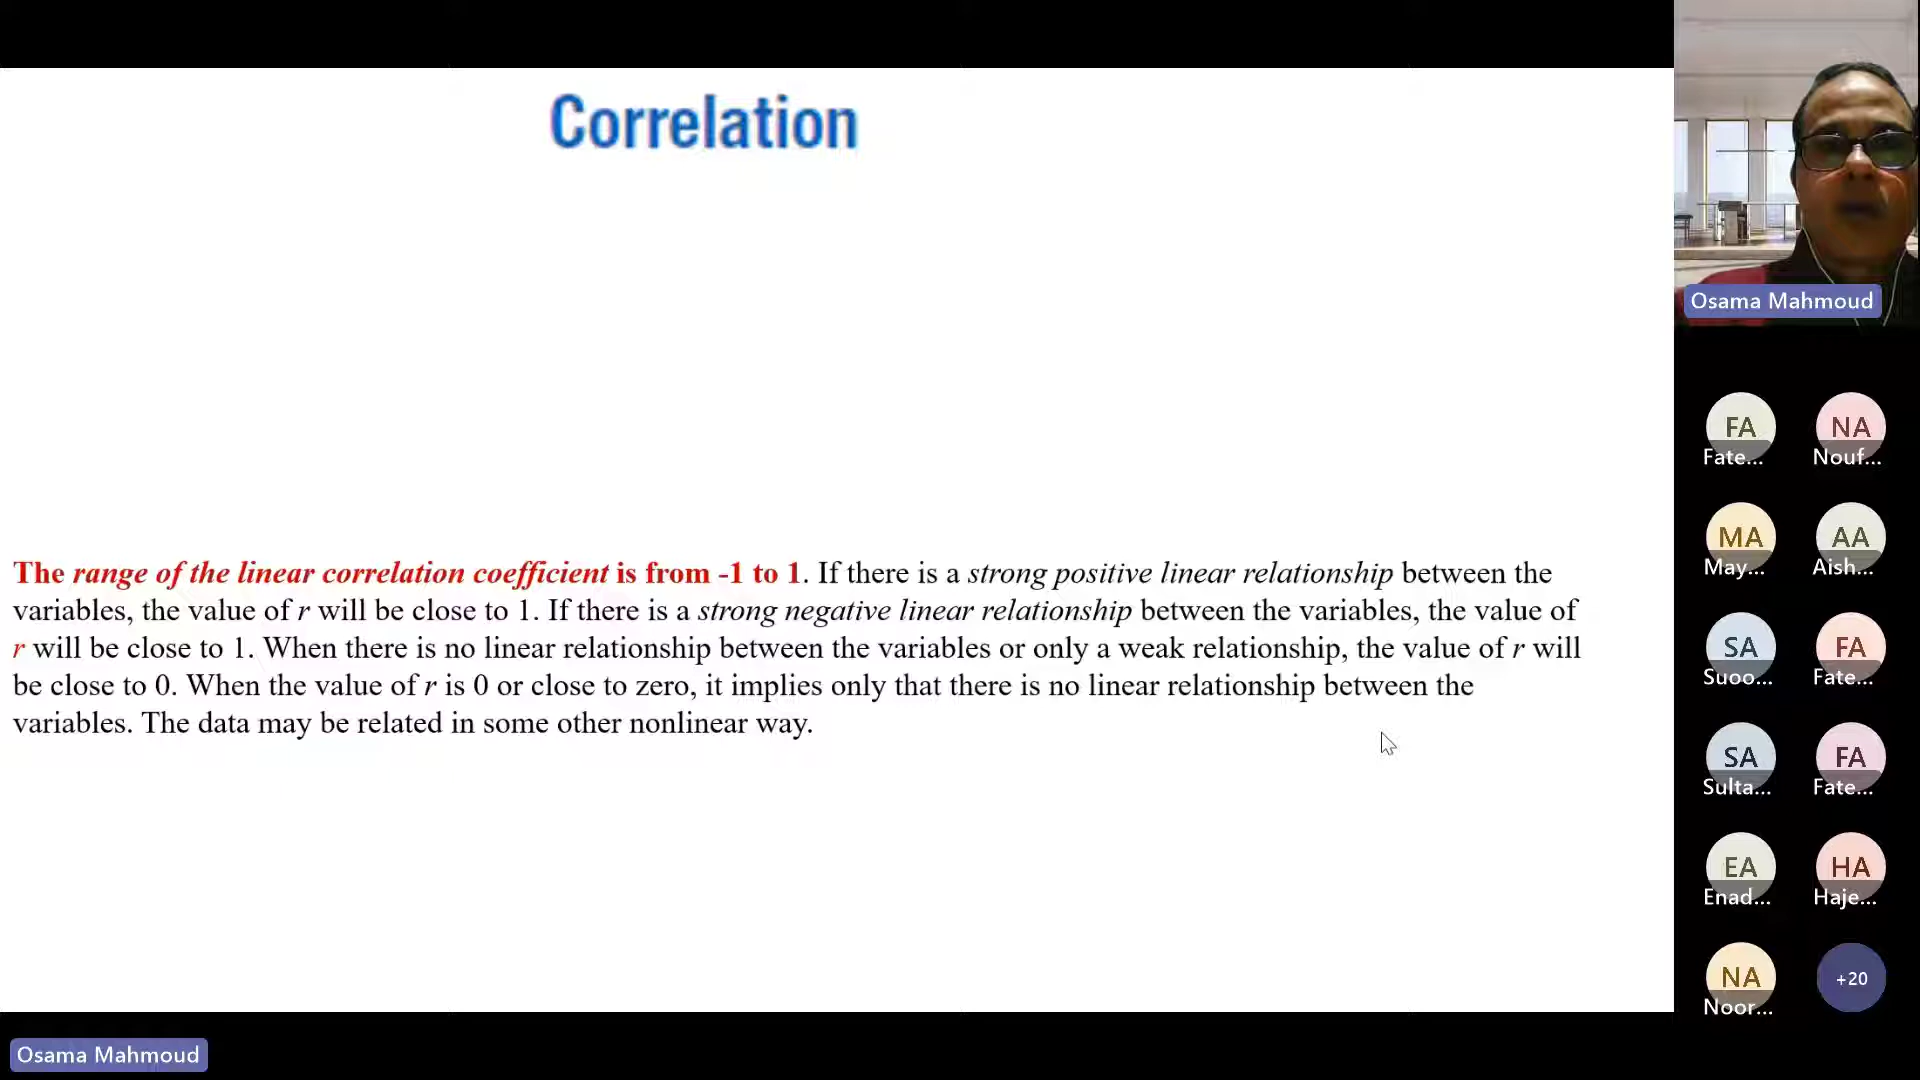 Correlation
The range of the linear correlation coefficient is from -1 to 1. If there is a strong positive linear relationship between the
variables, the value of r will be close to 1. If there is a strong negative linear relationship between the variables, the value of
r will be close to 1. When there is no linear relationship between the variables or only a weak relationship, the value of r will
be close to 0. When the value of r is 0 or close to zero, it implies only that there is no linear relationship between the
variables. The data may be related in some other nonlinear way.
Osama Mahmoud
FA NA
Fate... Nouf...
MA AA
May... Aish...
SA FA
Suoo... Fate...
SA FA
Sulta... Fate...
EA HA
Enad... Haje...
NA +20
Noor...
Osama Mahmoud